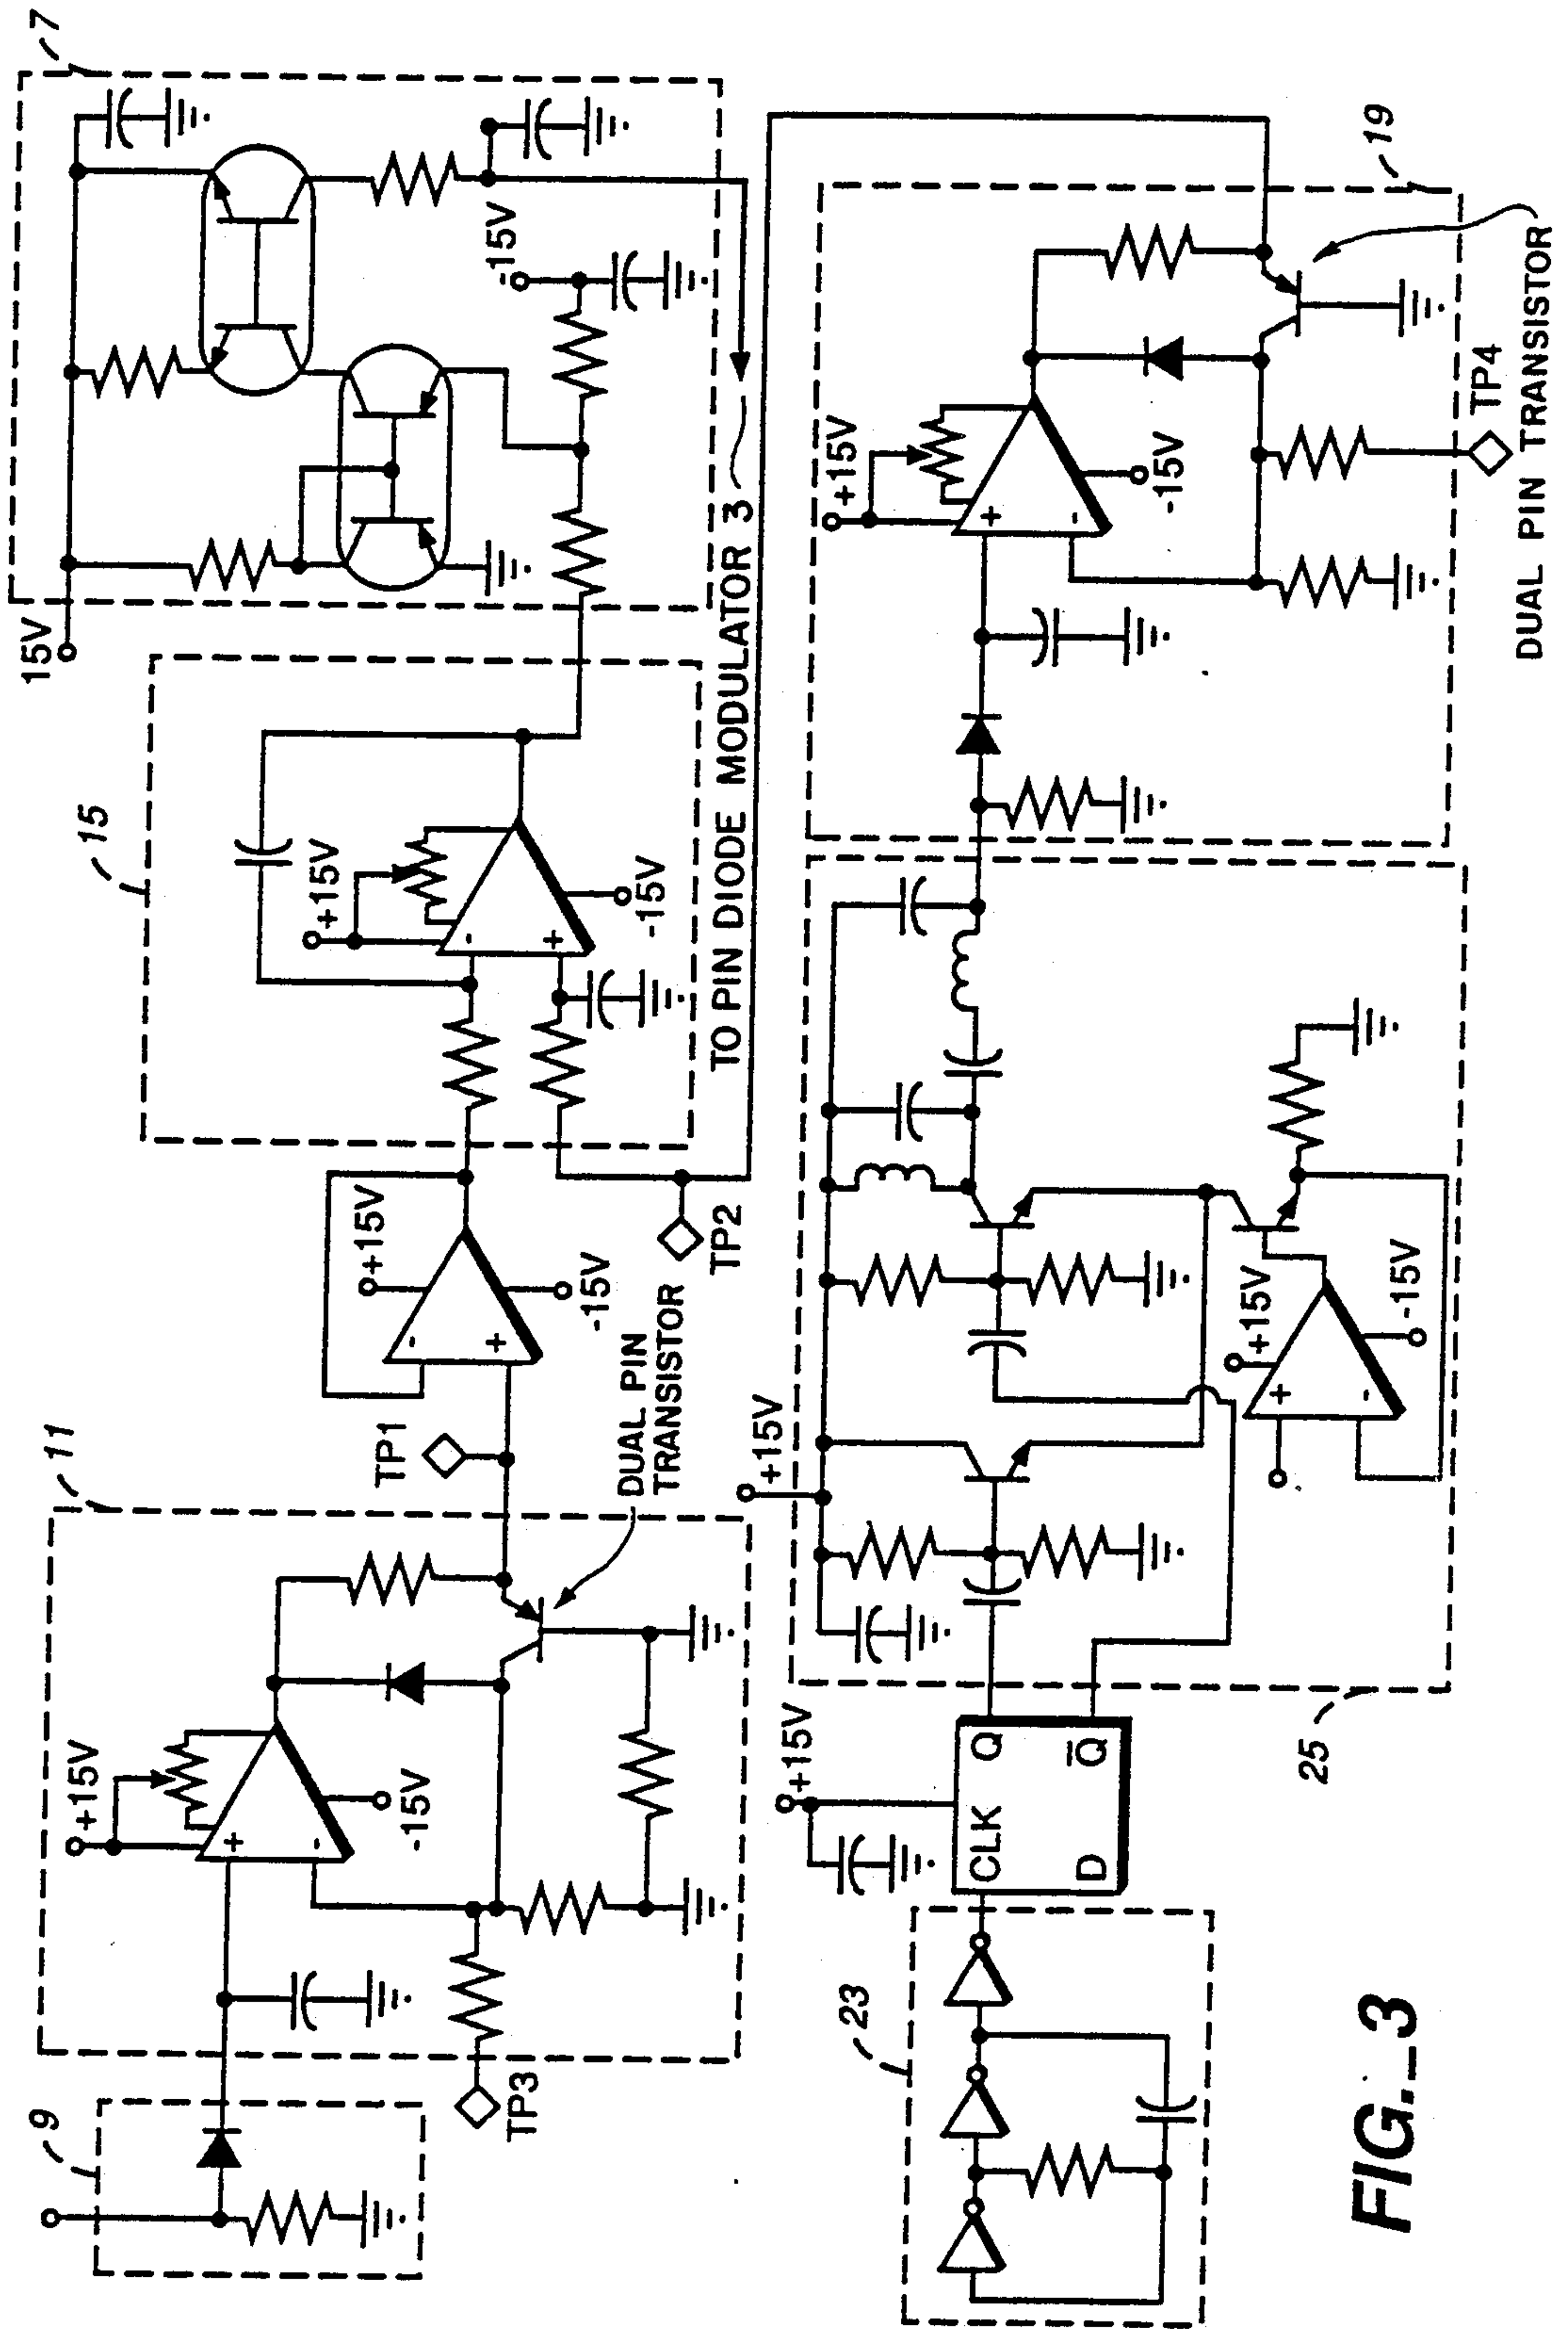 9
11
+15V
-15V
+
-
TP3
TP1
DUAL PIN
TRANSISTOR
+15V
-15V
-
+
TP2
15
+15V
-15V
-
+
15V
7
-15V
TO PIN DIODE MODULATOR 3
23
+15V
CLK
D
Q
Q̅
25
+15V
+15V
-15V
+
-
19
+15V
-15V
+
-
TP4
DUAL PIN TRANSISTOR
FIG._3